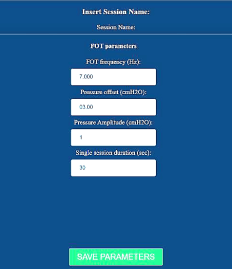 Insert Session Name:
Session Name:
FOT parameters
FOT frequency (Hz):
7.000
Pressure offset (cmH2O):
03.00
Pressure Amplitude (cmH2O):
1
Single session duration (sec):
30
SAVE PARAMETERS